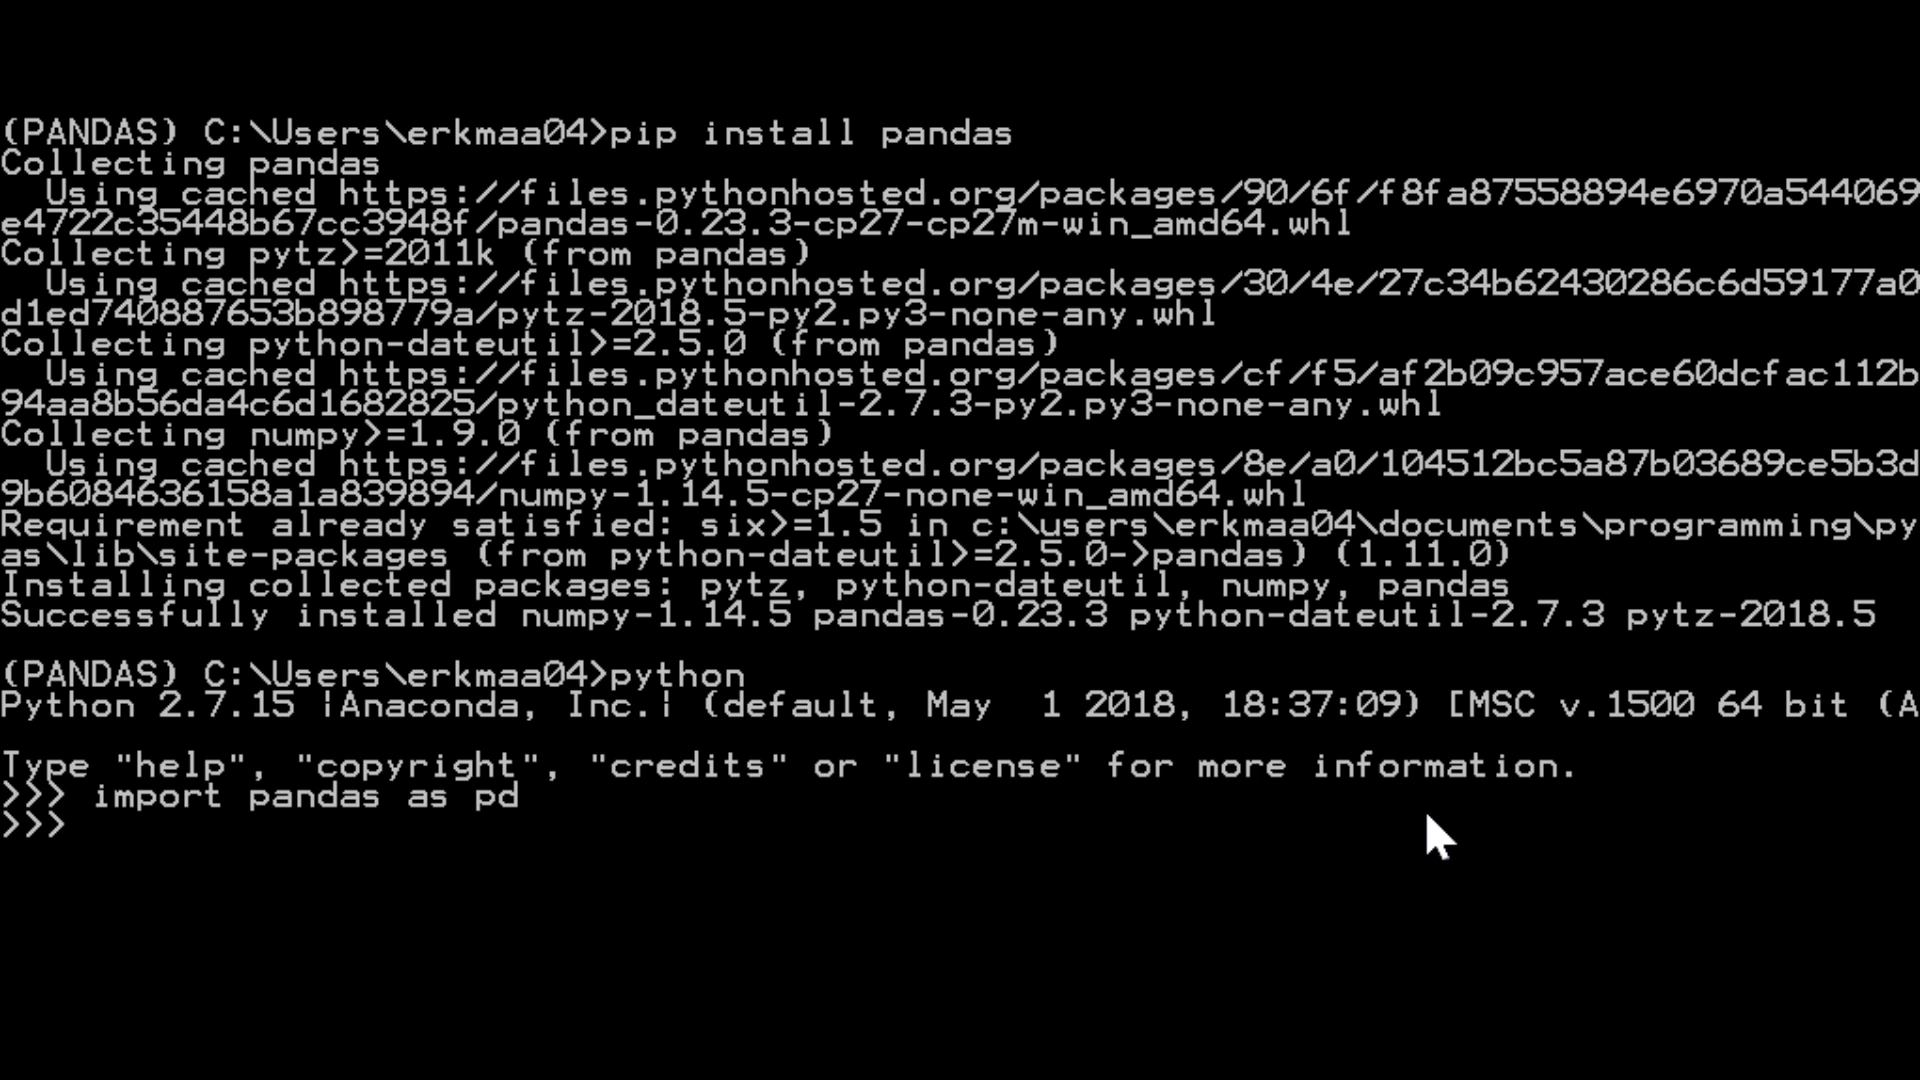 (PANDAS) C:\Users\erkmaa04>pip install pandas
Collecting pandas
  Using cached https://files.pythonhosted.org/packages/90/6f/f8fa87558894e6970a544069
e4722c35448b67cc3948f/pandas-0.23.3-cp27-cp27m-win_amd64.whl
Collecting pytz>=2011k (from pandas)
  Using cached https://files.pythonhosted.org/packages/30/4e/27c34b62430286c6d59177a0
d1ed740887653b898779a/pytz-2018.5-py2.py3-none-any.whl
Collecting python-dateutil>=2.5.0 (from pandas)
  Using cached https://files.pythonhosted.org/packages/cf/f5/af2b09c957ace60dcfac112b
94aa8b56da4c6d1682825/python_dateutil-2.7.3-py2.py3-none-any.whl
Collecting numpy>=1.9.0 (from pandas)
  Using cached https://files.pythonhosted.org/packages/8e/a0/104512bc5a87b03689ce5b3d
9b6084636158a1a839894/numpy-1.14.5-cp27-none-win_amd64.whl
Requirement already satisfied: six>=1.5 in c:\users\erkmaa04\documents\programming\py
as\lib\site-packages (from python-dateutil>=2.5.0->pandas) (1.11.0)
Installing collected packages: pytz, python-dateutil, numpy, pandas
Successfully installed numpy-1.14.5 pandas-0.23.3 python-dateutil-2.7.3 pytz-2018.5
(PANDAS) C:\Users\erkmaa04>python
Python 2.7.15 |Anaconda, Inc.| (default, May  1 2018, 18:37:09) [MSC v.1500 64 bit (A
Type "help", "copyright", "credits" or "license" for more information.
>>> import pandas as pd
>>>